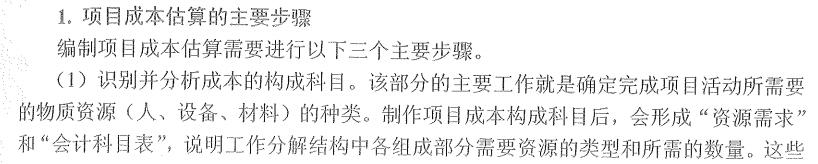 1. 项目成本估算的主要步骤
编制项目成本估算需要进行以下三个主要步骤。
（1）识别并分析成本的构成科目。该部分的主要工作就是确定完成项目活动所需要
的物质资源（人、设备、材料）的种类。制作项目成本构成科目后，会形成“资源需求”
和“会计科目表”，说明工作分解结构中各组成部分需要资源的类型和所需的数量。这些